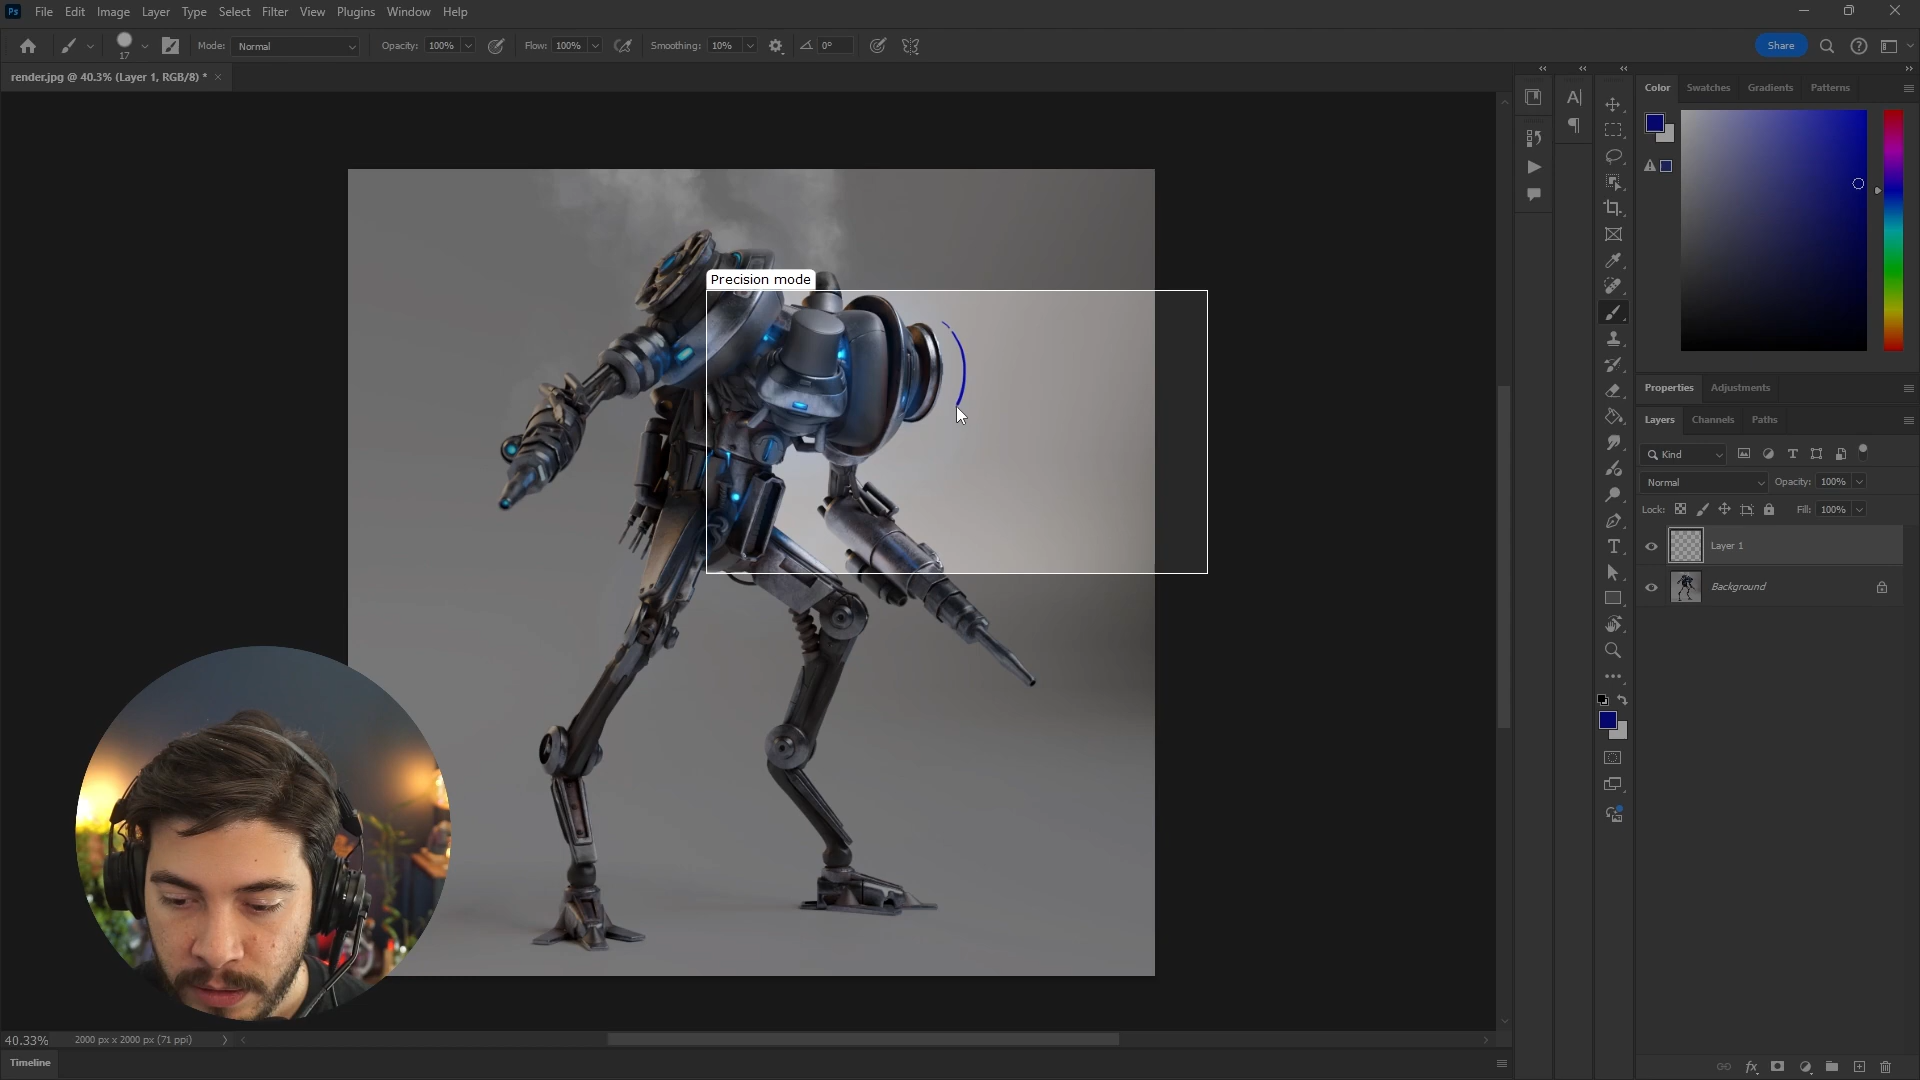 Ps File Edit Image Layer Type Select Filter View Plugins Window Help
17 Mode: Normal Opacity: 100% Flow: 100% Smoothing: 10% 0° Share
render.jpg @ 40.3% (Layer 1, RGB/8) *
Color Swatches Gradients Patterns
Precision mode
Properties Adjustments
Layers Channels Paths
Kind
Normal Opacity: 100%
Lock: Fill: 100%
Layer 1
Background
40.33% 2000 px x 2000 px (71 ppi)
Timeline